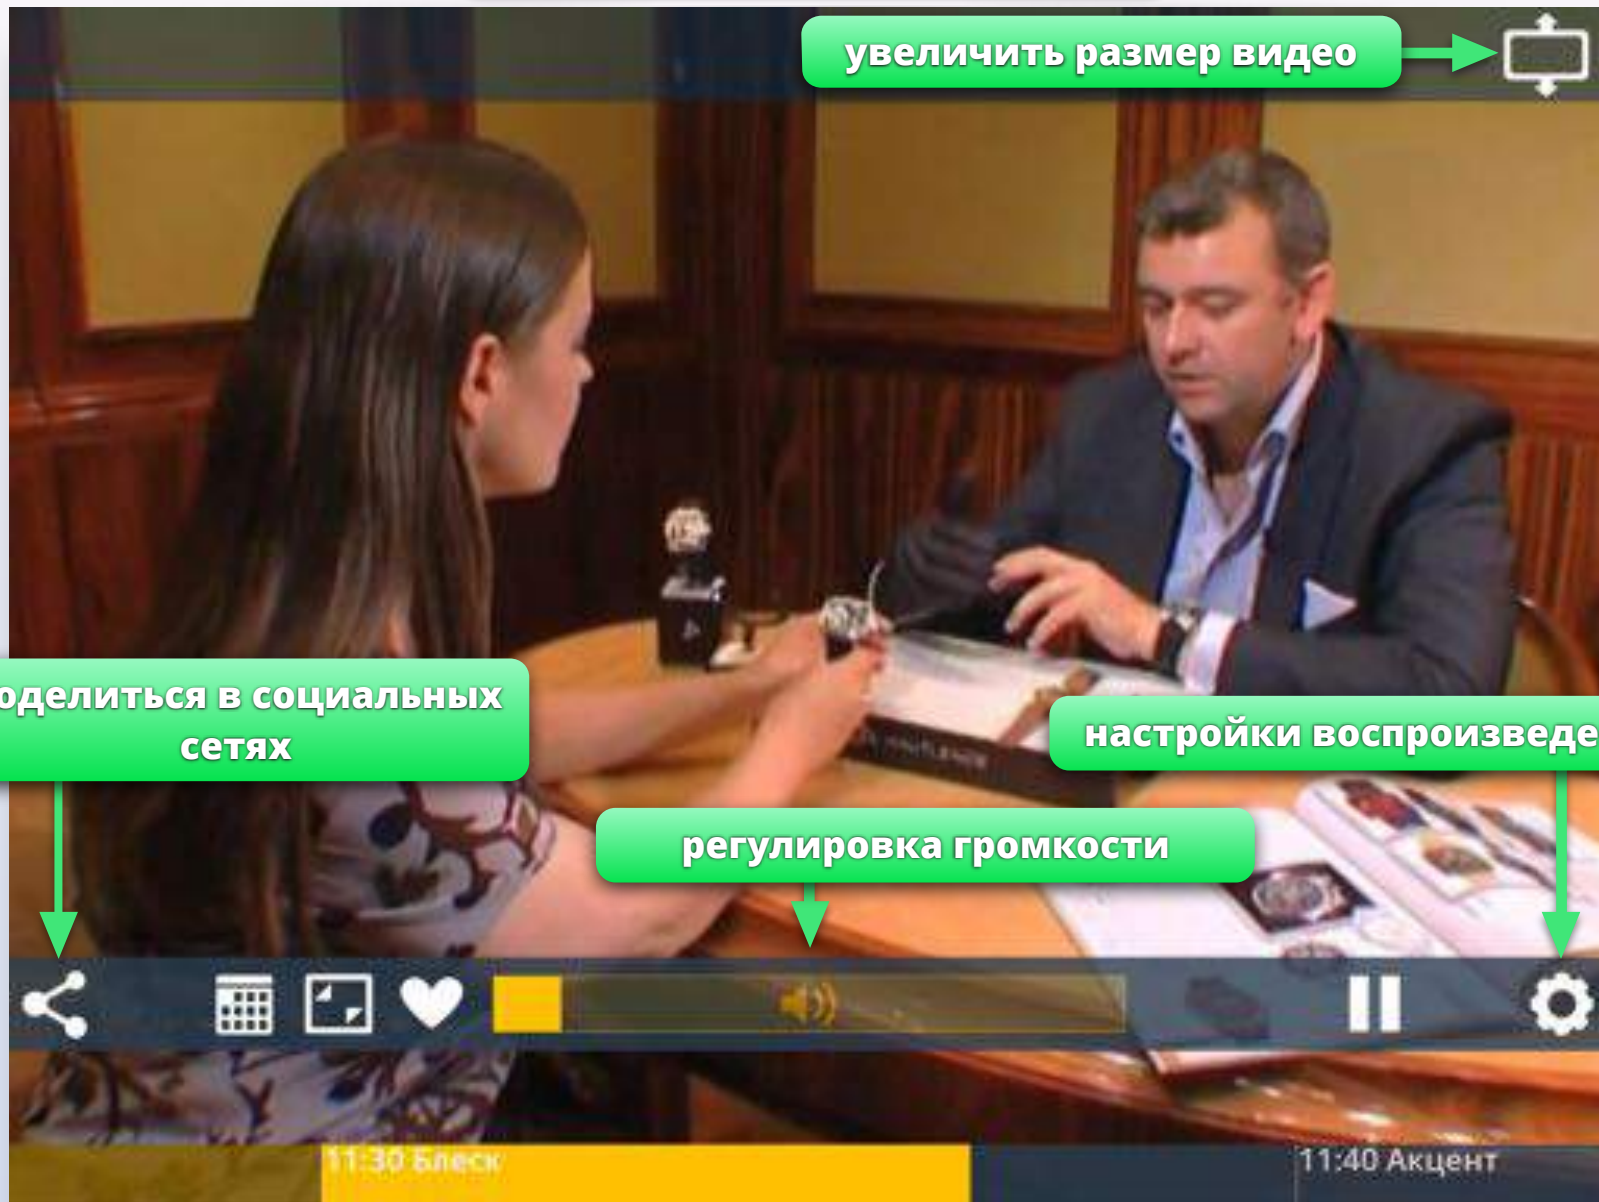 увеличить размер видео
оделиться в социальных
сетях
настройки воспроизведе
регулировка громкости
11:30 Блеск
11:40 Акцент